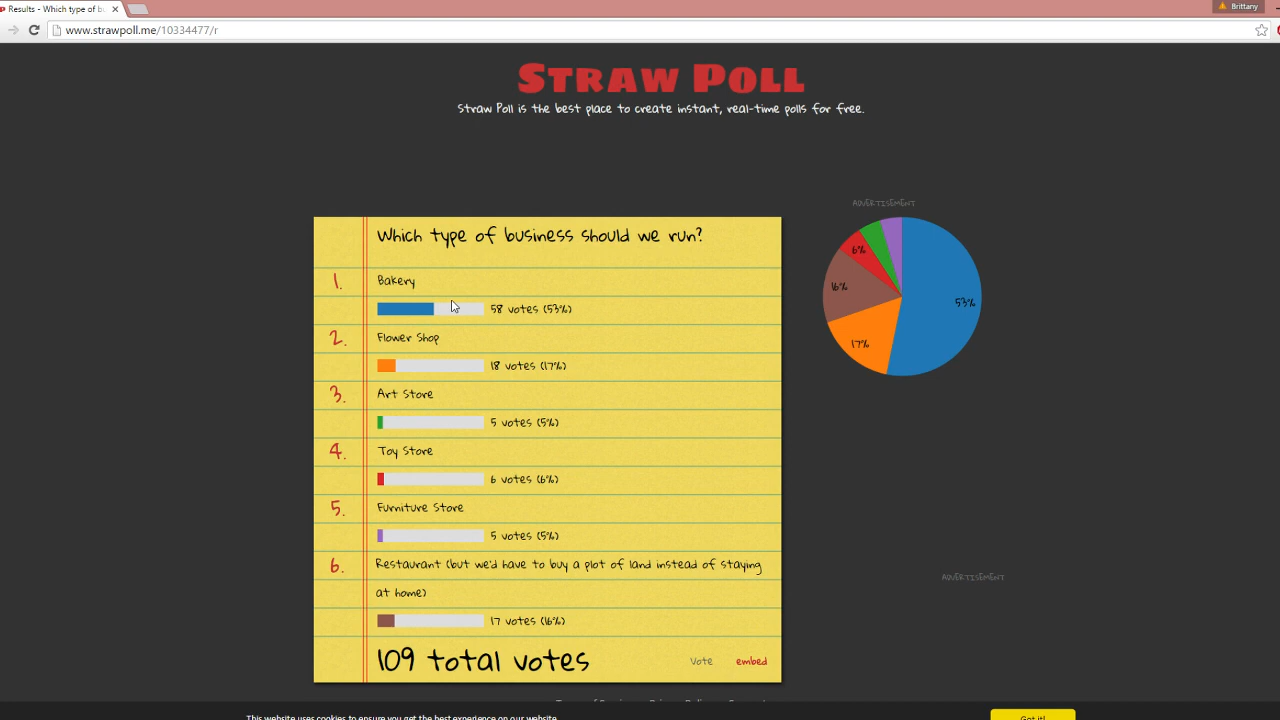 Results - Which type of bu
Brittany
www.strawpoll.me/10334477/r
STRAW POLL
Straw Poll is the best place to create instant, real-time polls for free.
ADVERTISEMENT
Which type of business should we run?
1. Bakery
58 votes (53%)
2. Flower Shop
18 votes (17%)
3. Art Store
5 votes (5%)
4. Toy Store
6 votes (6%)
5. Furniture Store
5 votes (5%)
6. Restaurant (but we'd have to buy a plot of land instead of staying
at home)
17 votes (16%)
109 total votes
Vote embed
6%
16%
53%
17%
ADVERTISEMENT
This website uses cookies to ensure you get the best experience on our website
Got it!